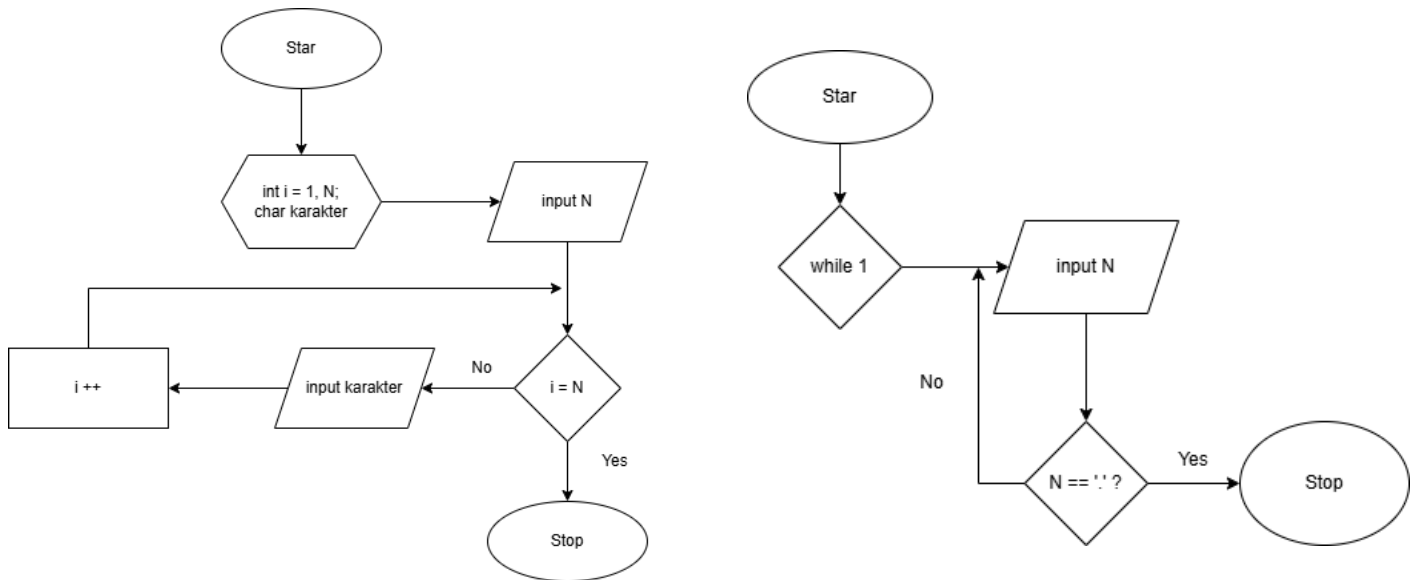 Star
int i = 1, N;
char karakter
input N
i = N
No
input karakter
i ++
Yes
Stop
Star
while 1
input N
No
N == '.' ?
Yes
Stop